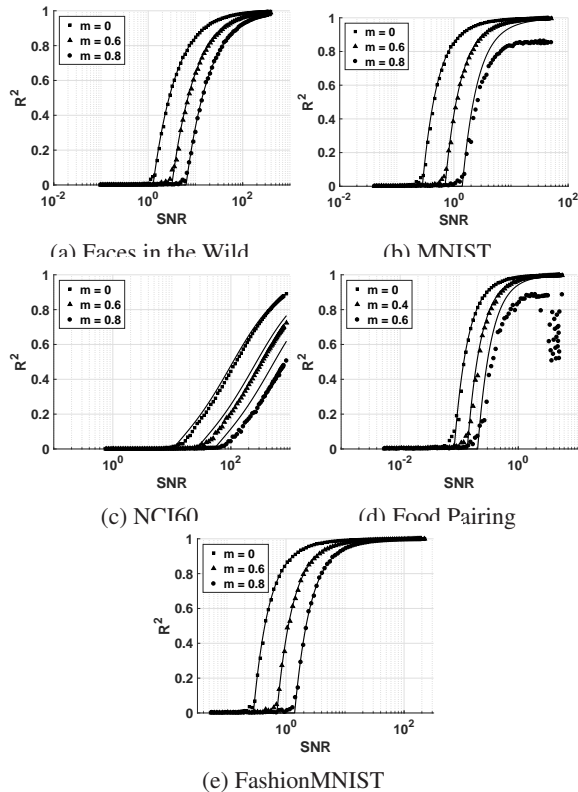 1
0.8
0.6
0.4
0.2
0
R²
m = 0
m = 0.6
m = 0.8
10⁻² 10⁰ 10² 10⁴
SNR
(a) Faces in the Wild
1
0.8
0.6
0.4
0.2
0
R²
m = 0
m = 0.6
m = 0.8
10⁻² 10⁰ 10²
SNR
(b) MNIST
1
0.8
0.6
0.4
0.2
0
R²
m = 0
m = 0.6
m = 0.8
10⁰ 10²
SNR
(c) NCI60
1
0.8
0.6
0.4
0.2
0
R²
m = 0
m = 0.4
m = 0.6
10⁻² 10⁰
SNR
(d) Food Pairing
1
0.8
0.6
0.4
0.2
0
R²
m = 0
m = 0.6
m = 0.8
10⁰ 10²
SNR
(e) FashionMNIST